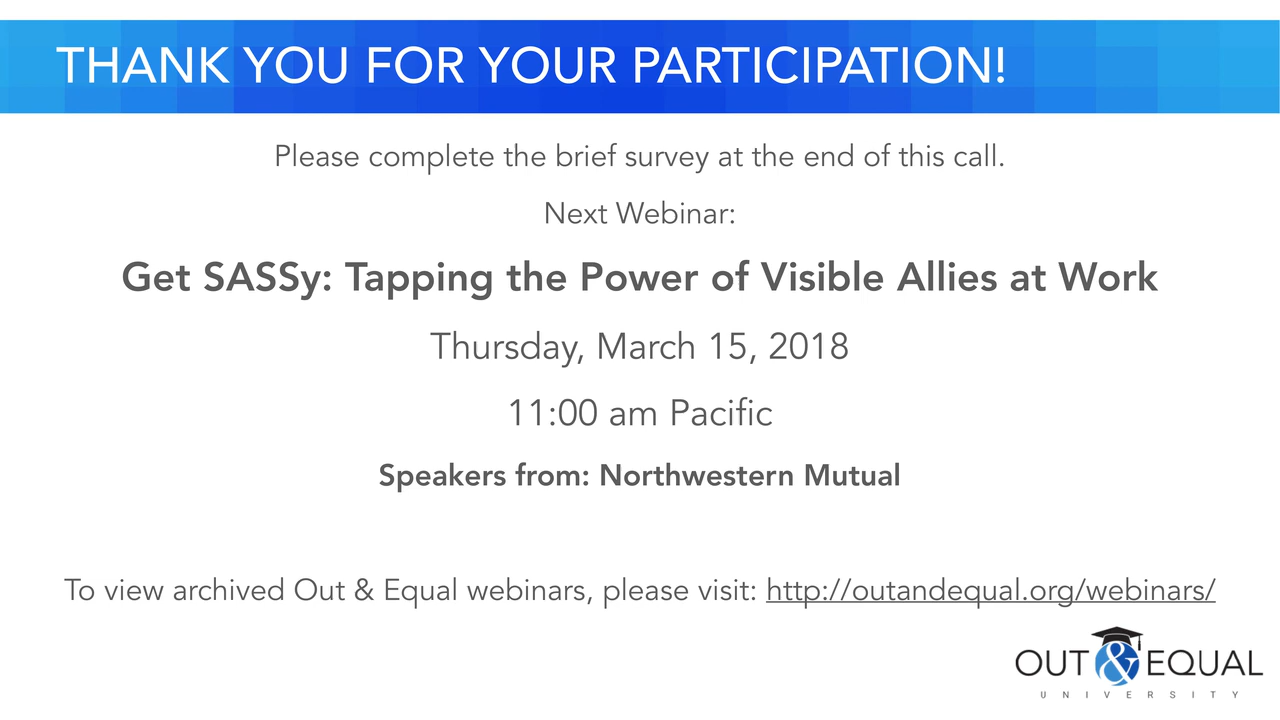 THANK YOU FOR YOUR PARTICIPATION!
Please complete the brief survey at the end of this call.
Next Webinar:
Get SASSy: Tapping the Power of Visible Allies at Work
Thursday, March 15, 2018
11:00 am Pacific
Speakers from: Northwestern Mutual
To view archived Out & Equal webinars, please visit: http://outandequal.org/webinars/
OUT & EQUAL
UNIVERSITY